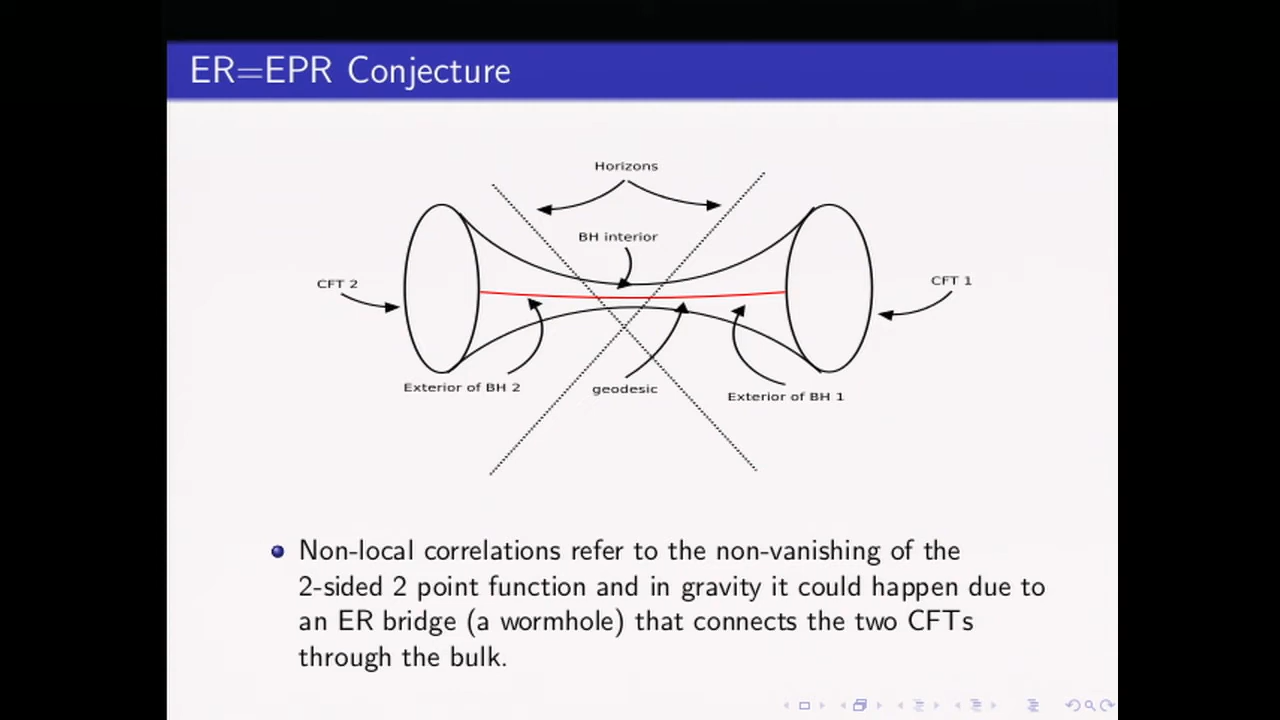 ER=EPR Conjecture
Horizons
BH interior
CFT 2
CFT 1
Exterior of BH 2
geodesic
Exterior of BH 1
Non-local correlations refer to the non-vanishing of the
2-sided 2 point function and in gravity it could happen due to
an ER bridge (a wormhole) that connects the two CFTs
through the bulk.